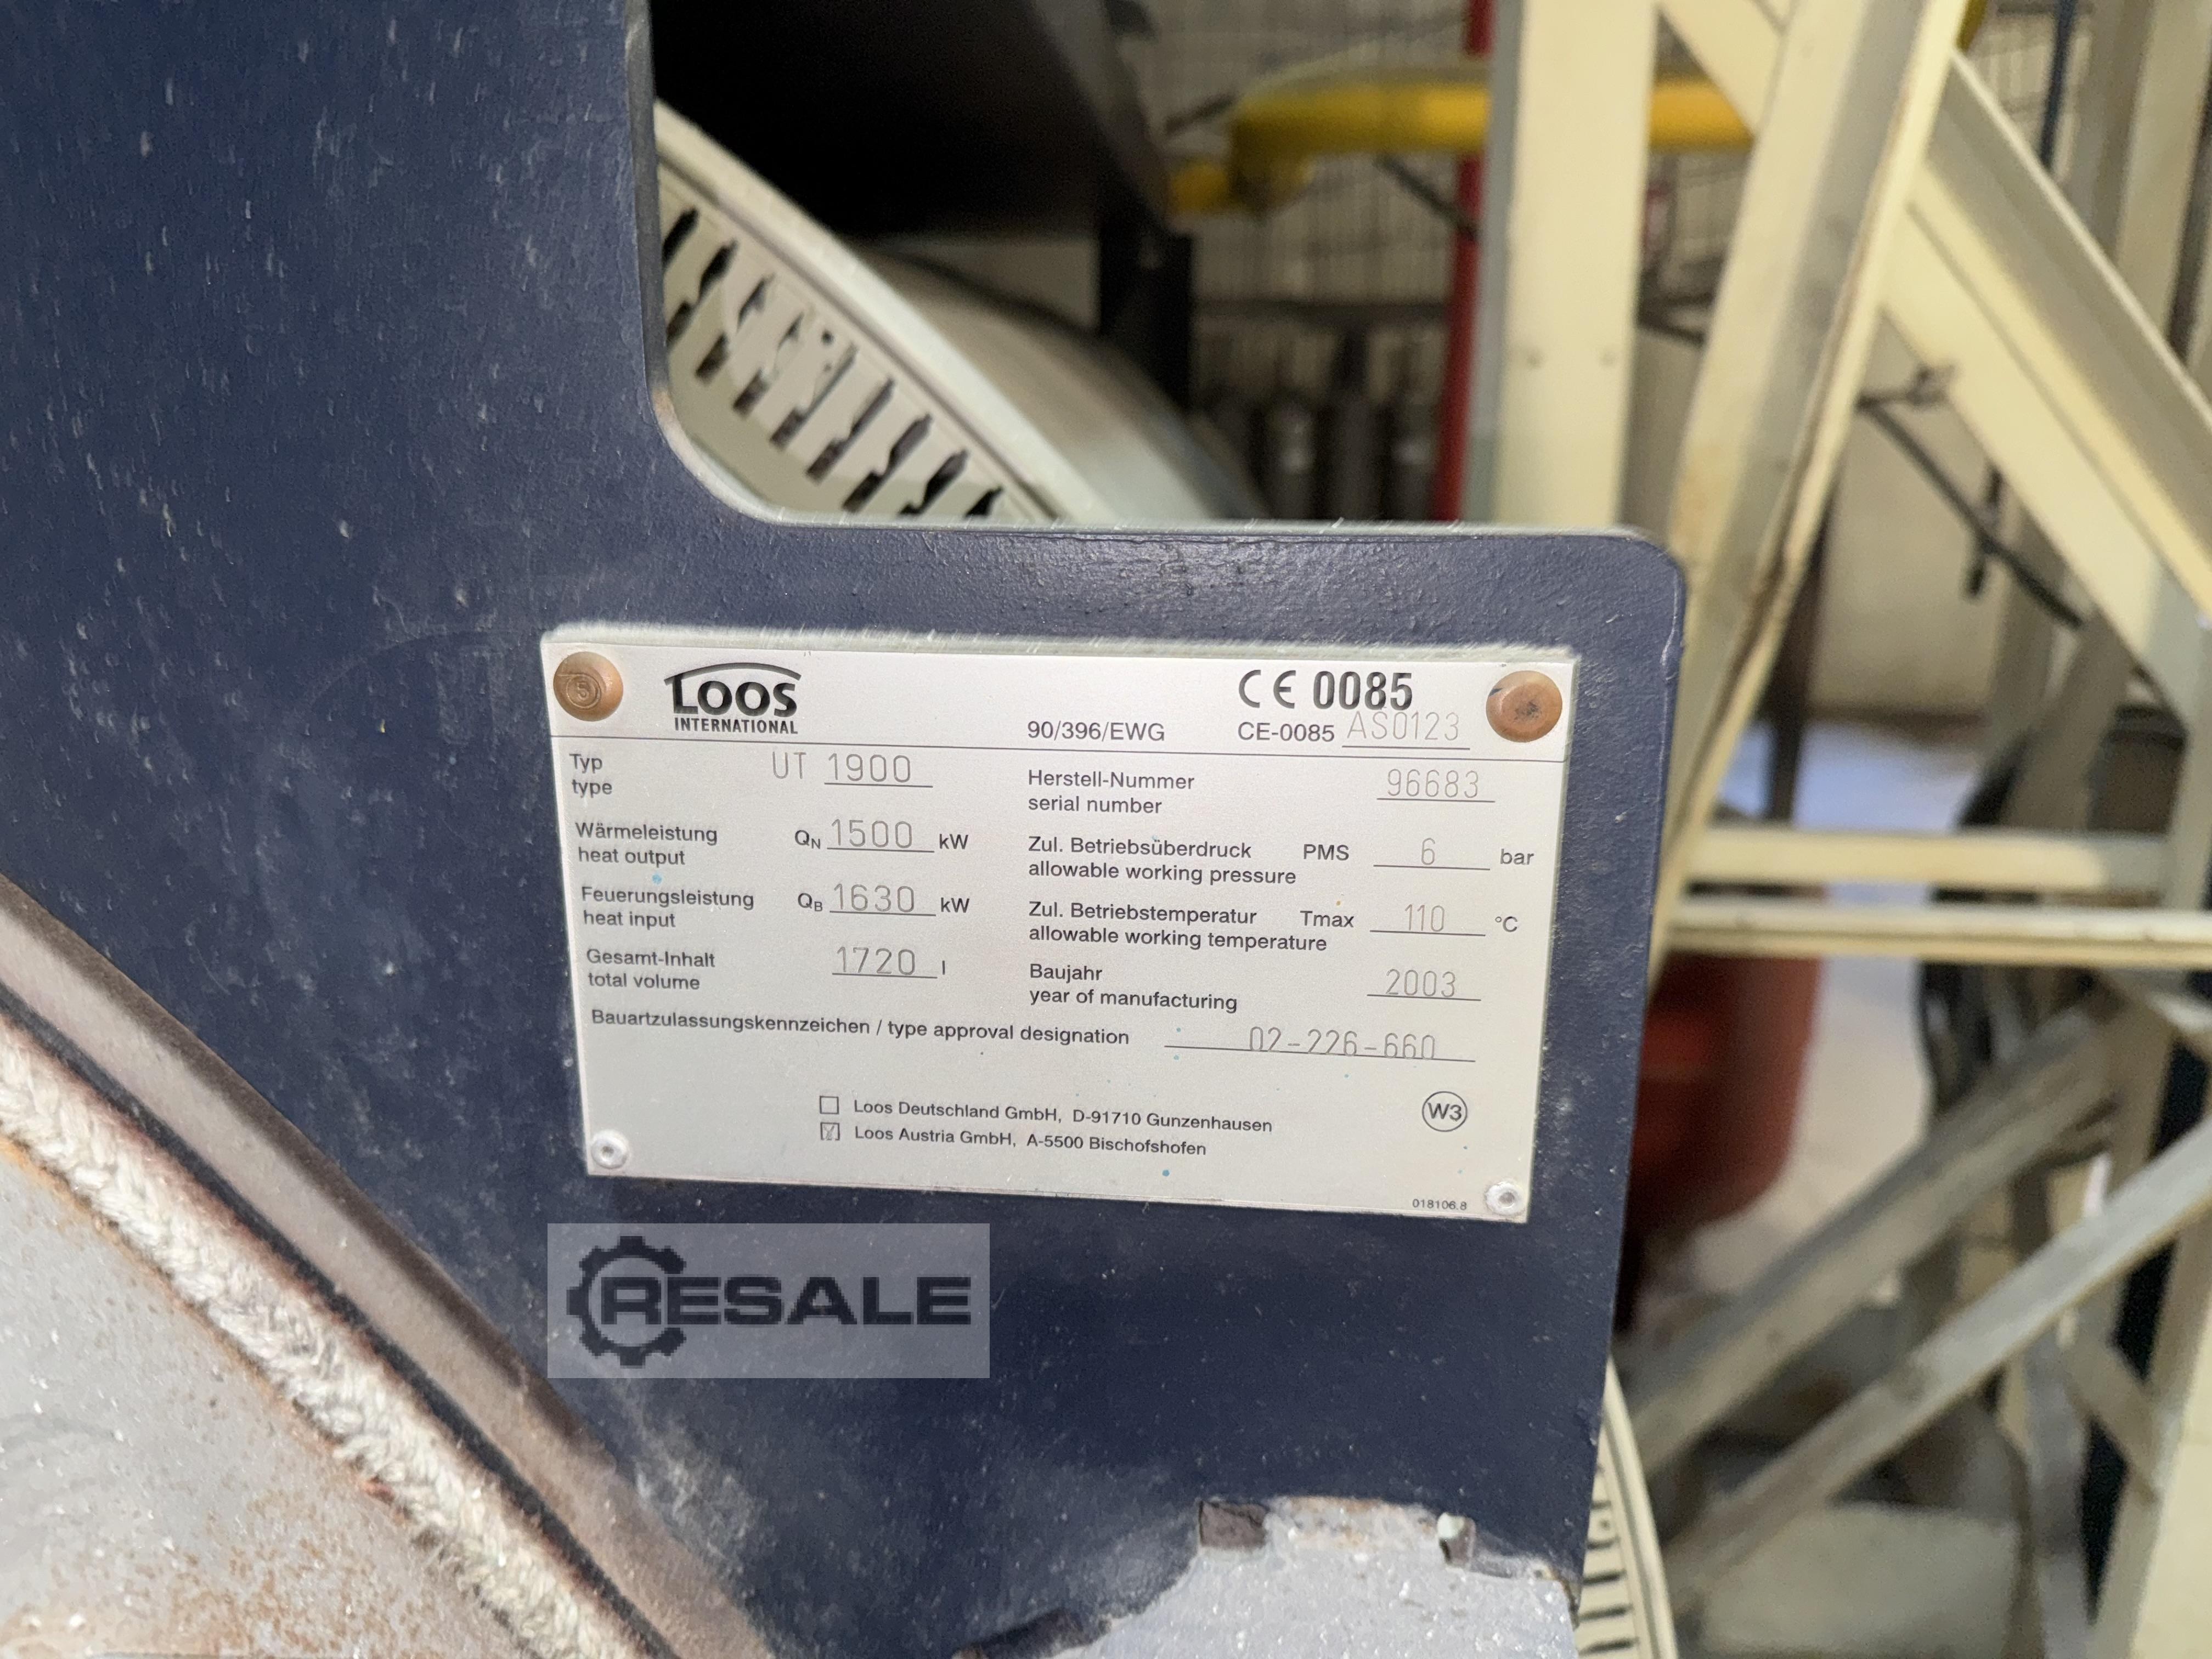 LOOS
INTERNATIONAL
CE 0085
90/396/EWG CE-0085 AS0123
Typ UT 1900
type
Herstell-Nummer 96683
serial number
Wärmeleistung QN 1500 kW
heat output
Zul. Betriebsüberdruck PMS 6 bar
allowable working pressure
Feuerungsleistung QB 1630 kW
heat input
Zul. Betriebstemperatur Tmax 110 °C
allowable working temperature
Gesamt-Inhalt 1720 l
total volume
Baujahr 2003
year of manufacturing
Bauartzulassungskennzeichen / type approval designation 02-226-660
Loos Deutschland GmbH, D-91710 Gunzenhausen
Loos Austria GmbH, A-5500 Bischofshofen
W3
018106.8
5
RESALE